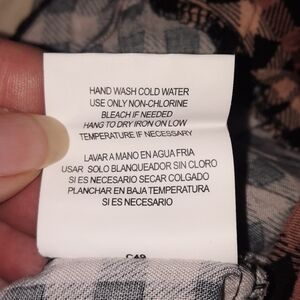 HAND WASH COLD WATER
USE ONLY NON-CHLORINE
BLEACH IF NEEDED
HANG TO DRY IRON ON LOW
TEMPERATURE IF NECESSARY
LAVAR A MANO EN AGUA FRIA
USAR SOLO BLANQUEADOR SIN CLORO
SI ES NECESARIO SECAR COLGADO
PLANCHAR EN BAJA TEMPERATURA
SI ES NECESARIO